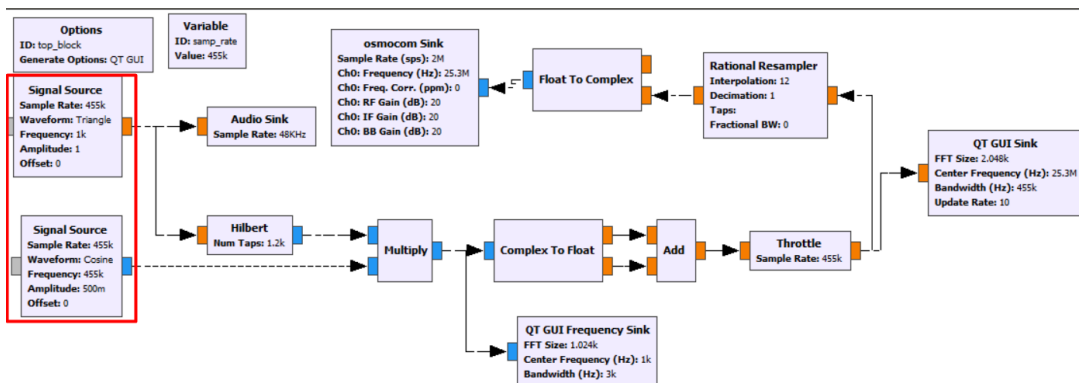 Options
ID: top_block
Generate Options: QT GUI
Variable
ID: samp_rate
Value: 455k
Signal Source
Sample Rate: 455k
Waveform: Triangle
Frequency: 1k
Amplitude: 1
Offset: 0
Audio Sink
Sample Rate: 48KHz
osmocom Sink
Sample Rate (sps): 2M
Ch0: Frequency (Hz): 25.3M
Ch0: Freq. Corr. (ppm): 0
Ch0: RF Gain (dB): 20
Ch0: IF Gain (dB): 20
Ch0: BB Gain (dB): 20
Float To Complex
Rational Resampler
Interpolation: 12
Decimation: 1
Taps:
Fractional BW: 0
QT GUI Sink
FFT Size: 2.048k
Center Frequency (Hz): 25.3M
Bandwidth (Hz): 455k
Update Rate: 10
Signal Source
Sample Rate: 455k
Waveform: Cosine
Frequency: 455k
Amplitude: 500m
Offset: 0
Hilbert
Num Taps: 1.2k
Multiply
Complex To Float
Add
Throttle
Sample Rate: 455k
QT GUI Frequency Sink
FFT Size: 1.024k
Center Frequency (Hz): 1k
Bandwidth (Hz): 3k